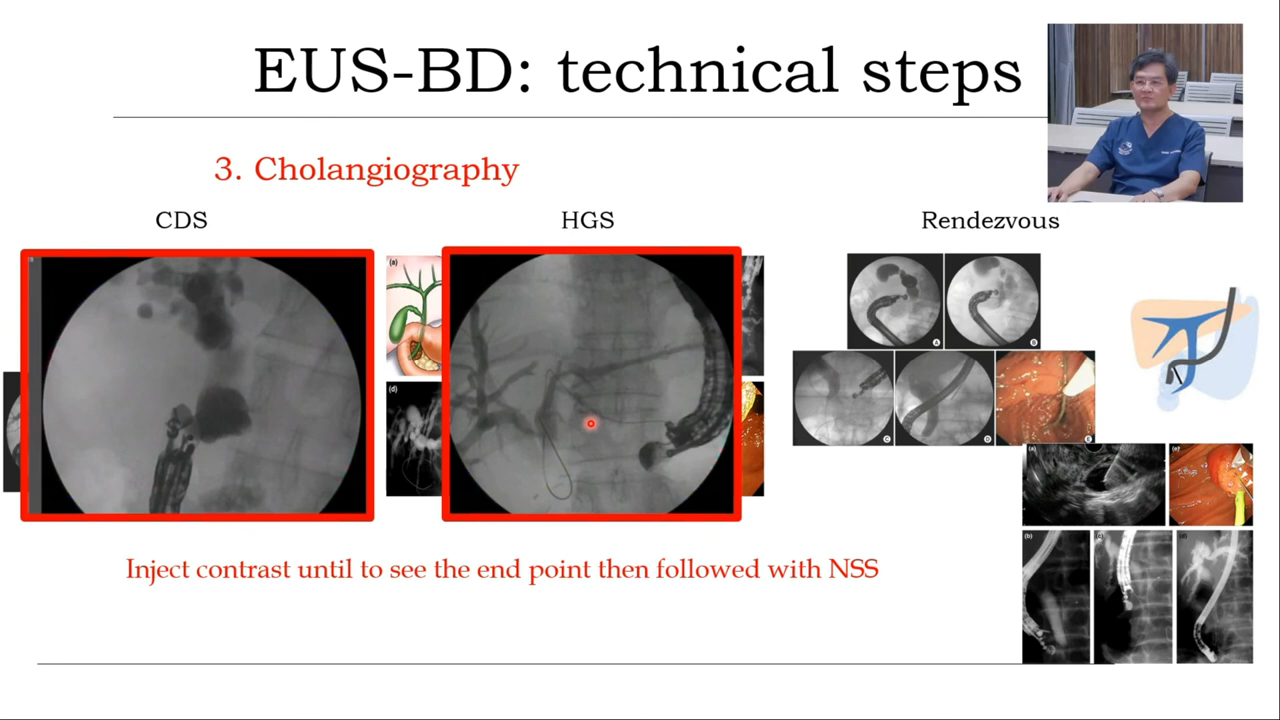 EUS-BD: technical steps
3. Cholangiography
CDS
HGS
Rendezvous
(a)
(d)
A
B
C
D
E
(a)
(e)
(b)
(c)
(d)
Inject contrast until to see the end point then followed with NSS